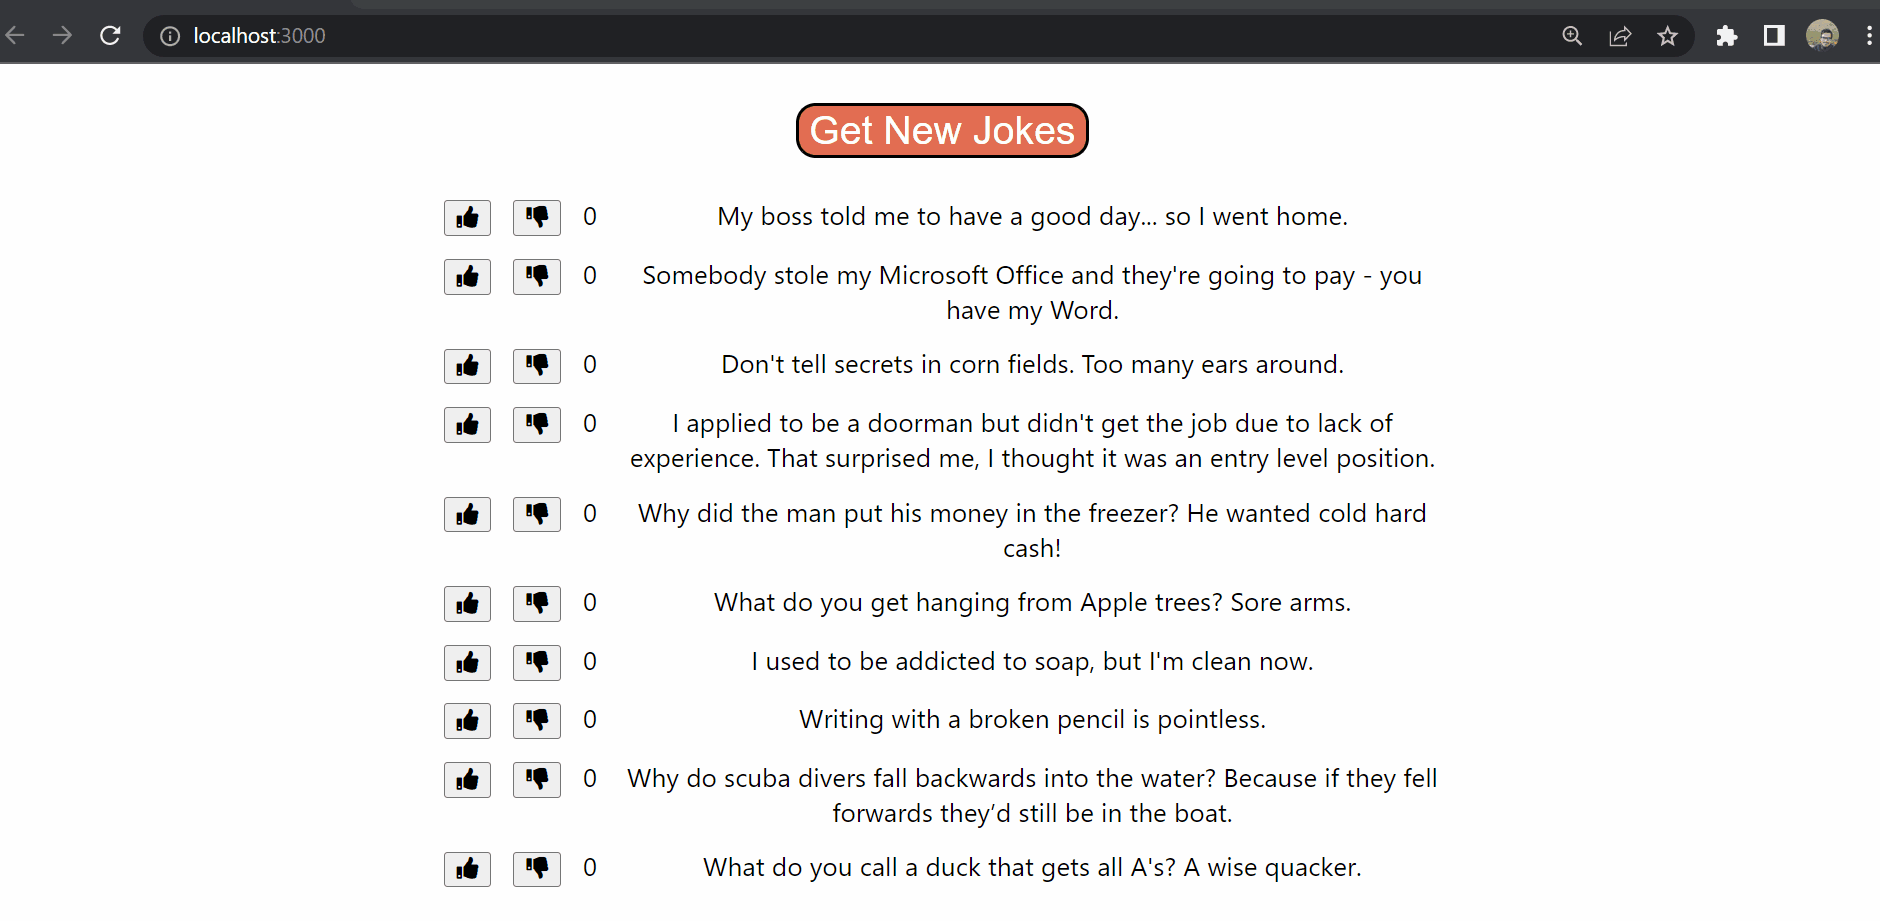 localhost:3000
Get New Jokes
0 My boss told me to have a good day... so I went home.
0 Somebody stole my Microsoft Office and they're going to pay - you
have my Word.
0 Don't tell secrets in corn fields. Too many ears around.
0 I applied to be a doorman but didn't get the job due to lack of
experience. That surprised me, I thought it was an entry level position.
0 Why did the man put his money in the freezer? He wanted cold hard
cash!
0 What do you get hanging from Apple trees? Sore arms.
0 I used to be addicted to soap, but I'm clean now.
0 Writing with a broken pencil is pointless.
0 Why do scuba divers fall backwards into the water? Because if they fell
forwards they’d still be in the boat.
0 What do you call a duck that gets all A's? A wise quacker.